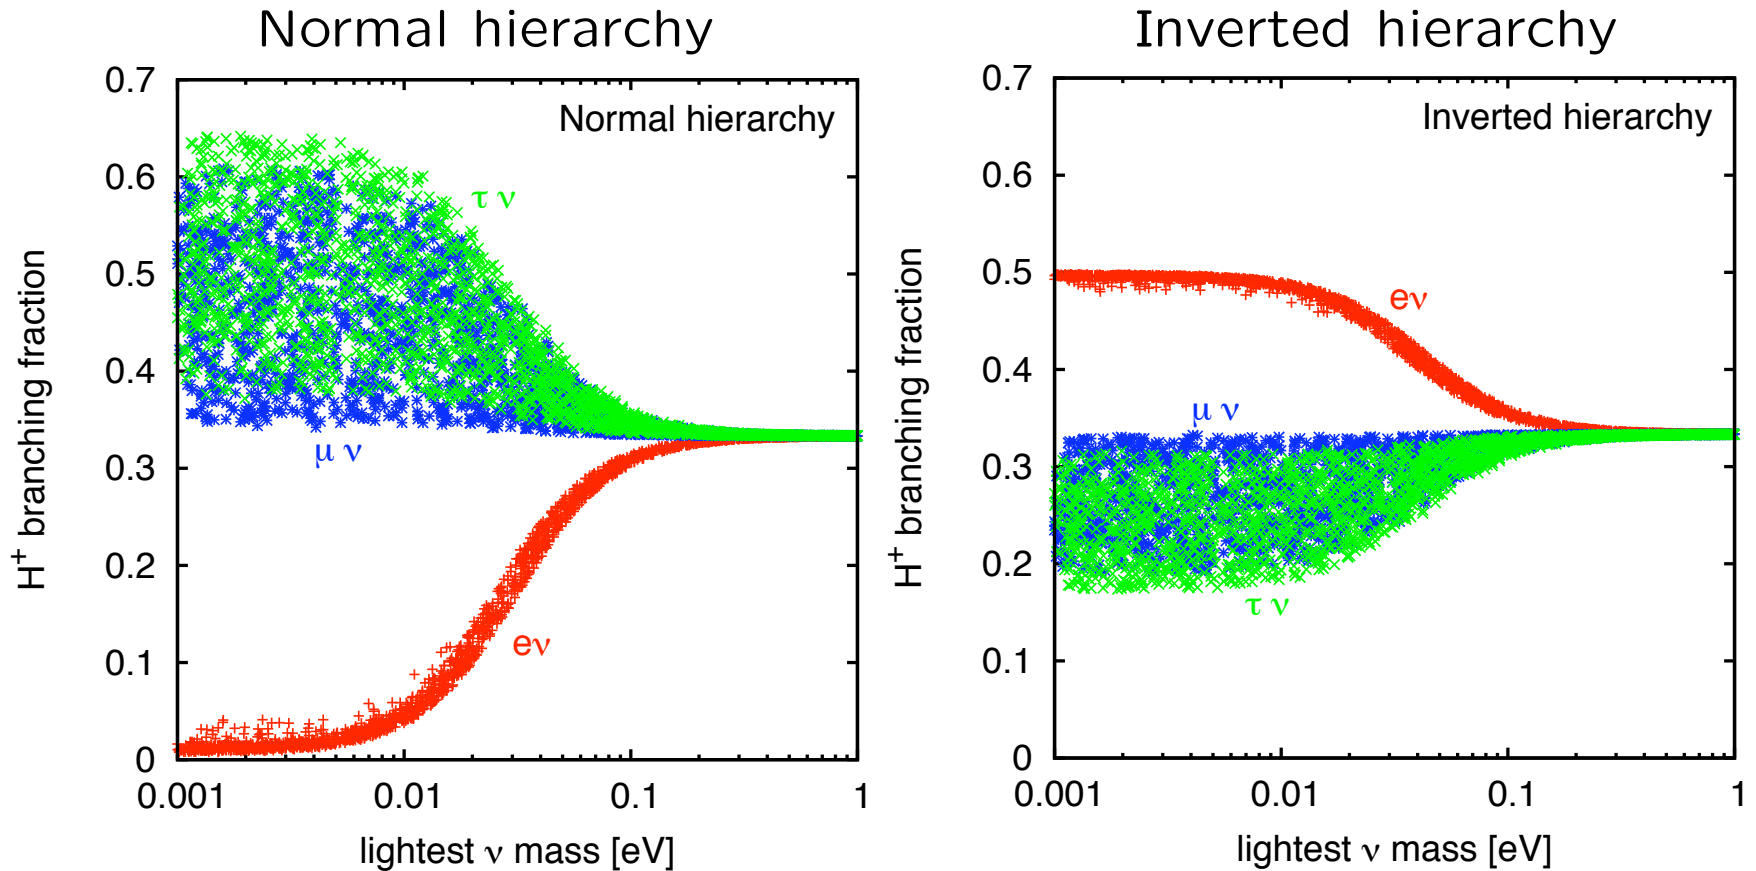 Normal hierarchy
Normal hierarchy
0.7
0.6
0.5
0.4
0.3
0.2
0.1
0
H+ branching fraction
τ ν
μ ν
eν
0.001 0.01 0.1 1
lightest ν mass [eV]
Inverted hierarchy
Inverted hierarchy
0.7
0.6
0.5
0.4
0.3
0.2
0.1
0
H+ branching fraction
eν
μ ν
τ ν
0.001 0.01 0.1 1
lightest ν mass [eV]